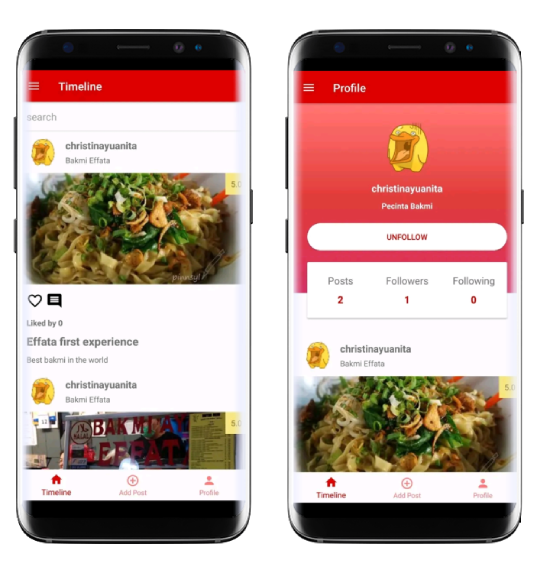 Timeline
search
christinayuanita
Bakmi Effata
5.0
pinnsyl
Liked by 0
Effata first experience
Best bakmi in the world
christinayuanita
Bakmi Effata
5.0
BAKMI
EFFAT
Timeline
Add Post
Profile
Profile
christinayuanita
Pecinta Bakmi
UNFOLLOW
Posts
Followers
Following
2
1
0
christinayuanita
Bakmi Effata
5.0
Timeline
Add Post
Profile